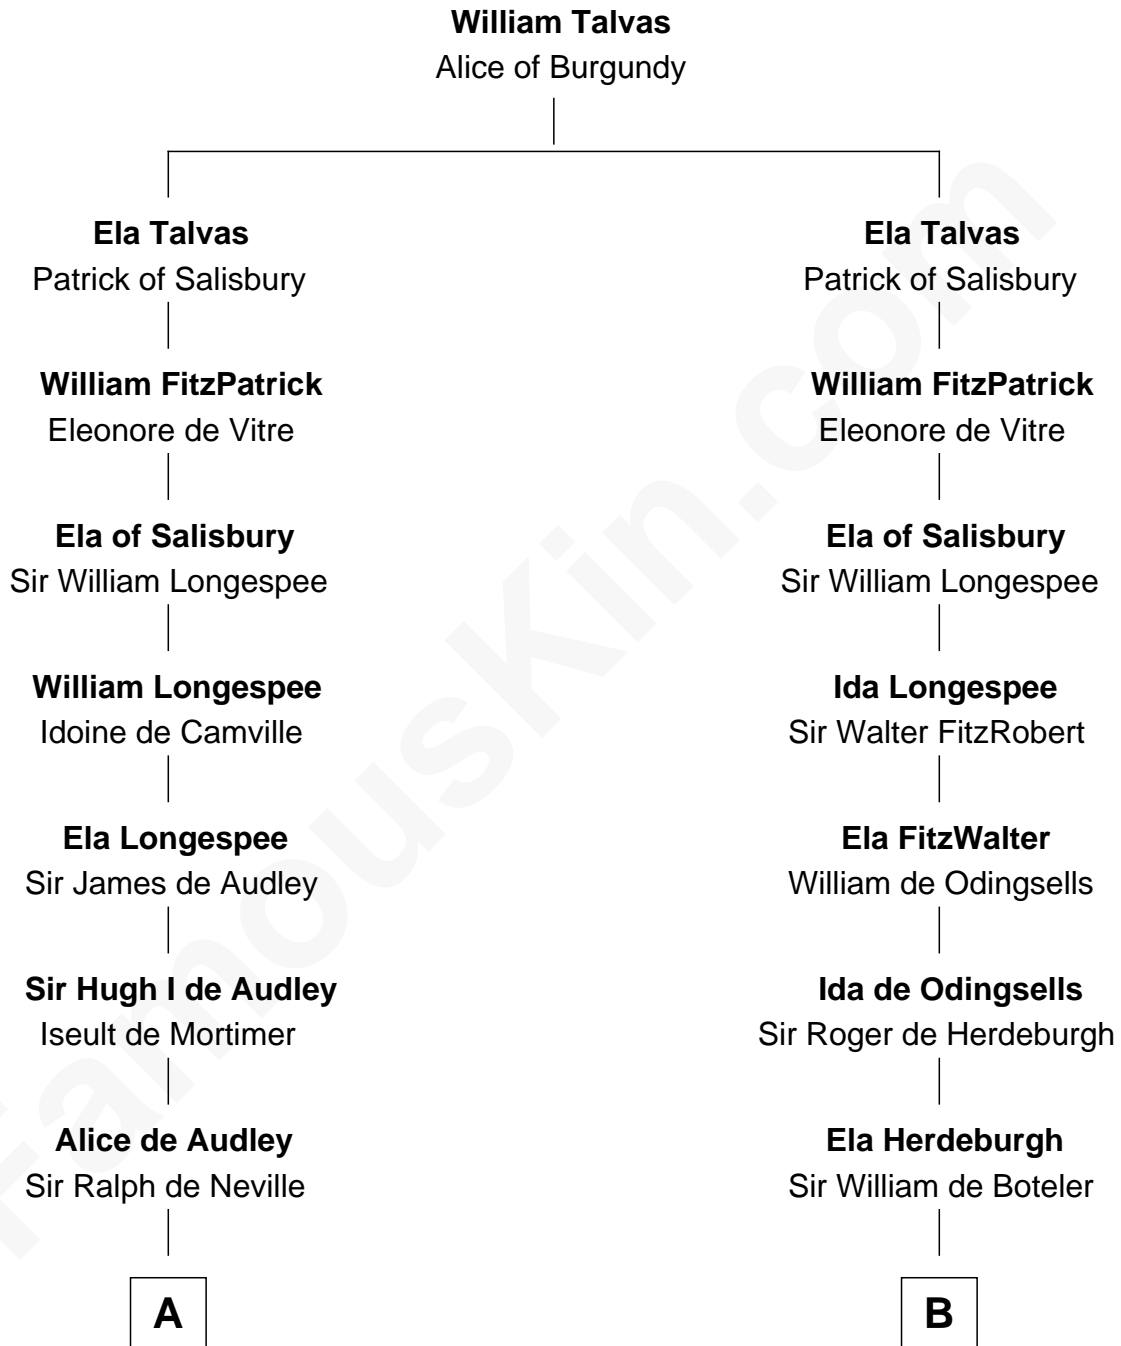 William Talvas
Alice of Burgundy
Ela Talvas
Patrick of Salisbury
Ela Talvas
Patrick of Salisbury
William FitzPatrick
Eleonore de Vitre
William FitzPatrick
Eleonore de Vitre
Ela of Salisbury
Sir William Longespee
Ela of Salisbury
Sir William Longespee
William Longespee
Idoine de Camville
Ida Longespee
Sir Walter FitzRobert
Ela Longespee
Sir James de Audley
Ela FitzWalter
William de Odingsells
Sir Hugh I de Audley
Iseult de Mortimer
Ida de Odingsells
Sir Roger de Herdeburgh
Alice de Audley
Sir Ralph de Neville
Ela Herdeburgh
Sir William de Boteler
A
B
FamousKin.com